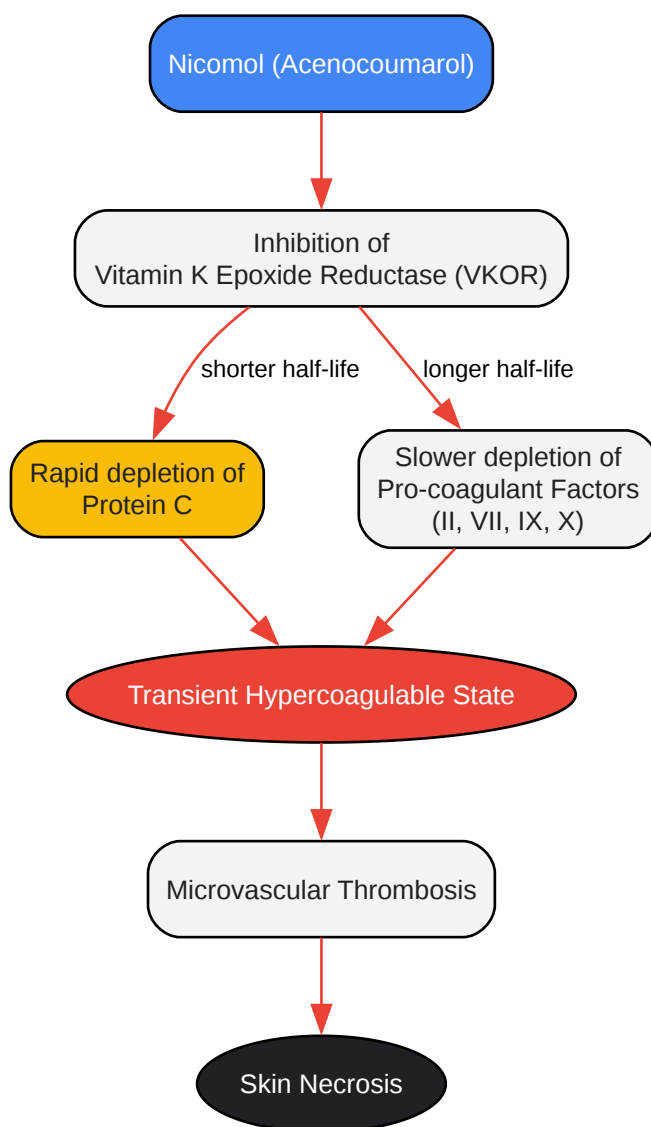 Nicomol (Acenocoumarol)
Inhibition of
Vitamin K Epoxide Reductase (VKOR)
shorter half-life
longer half-life
Rapid depletion of
Protein C
Slower depletion of
Pro-coagulant Factors
(II, VII, IX, X)
Transient Hypercoagulable State
Microvascular Thrombosis
Skin Necrosis